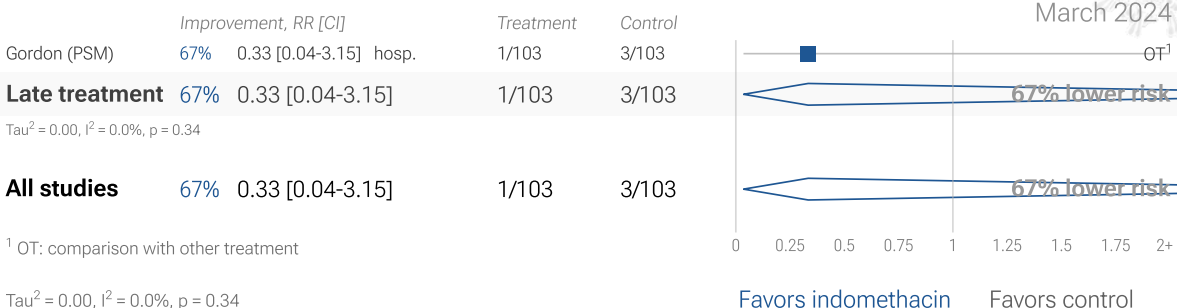 March 2024
Improvement, RR [CI] Treatment Control
Gordon (PSM) 67% 0.33 [0.04-3.15] hosp. 1/103 3/103 OT¹
Late treatment 67% 0.33 [0.04-3.15] 1/103 3/103 67% lower risk
Tau² = 0.00, I² = 0.0%, p = 0.34
All studies 67% 0.33 [0.04-3.15] 1/103 3/103 67% lower risk
0 0.25 0.5 0.75 1 1.25 1.5 1.75 2+
¹ OT: comparison with other treatment
Tau² = 0.00, I² = 0.0%, p = 0.34 Favors indomethacin Favors control